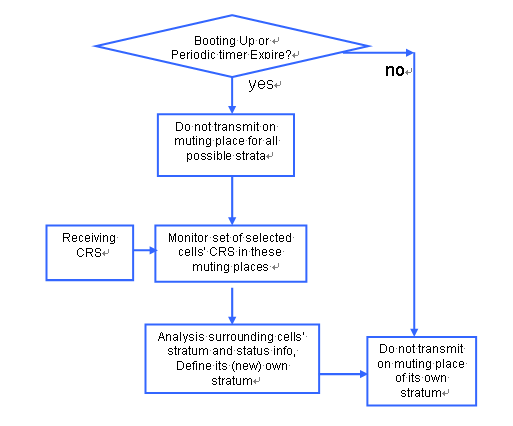 Booting Up or
Periodic timer Expire?
no
yes
Do not transmit on
muting place for all
possible strata
Receiving
CRS
Monitor set of selected
cells' CRS in these
muting places
Analysis surrounding cells'
stratum and status info,
Define its (new) own
stratum
Do not transmit
on muting place
of its own
stratum